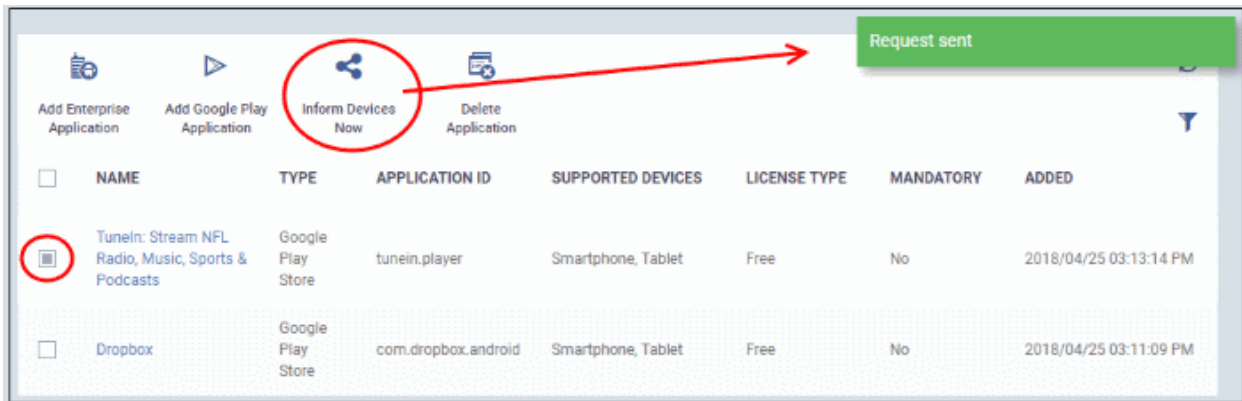 Request sent
Add Enterprise
Application
Add Google Play
Application
Inform Devices
Now
Delete
Application
NAME TYPE APPLICATION ID SUPPORTED DEVICES LICENSE TYPE MANDATORY ADDED
TuneIn: Stream NFL
Radio, Music, Sports &
Podcasts
Google
Play
Store
tunein.player
Smartphone, Tablet
Free
No
2018/04/25 03:13:14 PM
Dropbox
Google
Play
Store
com.dropbox.android
Smartphone, Tablet
Free
No
2018/04/25 03:11:09 PM